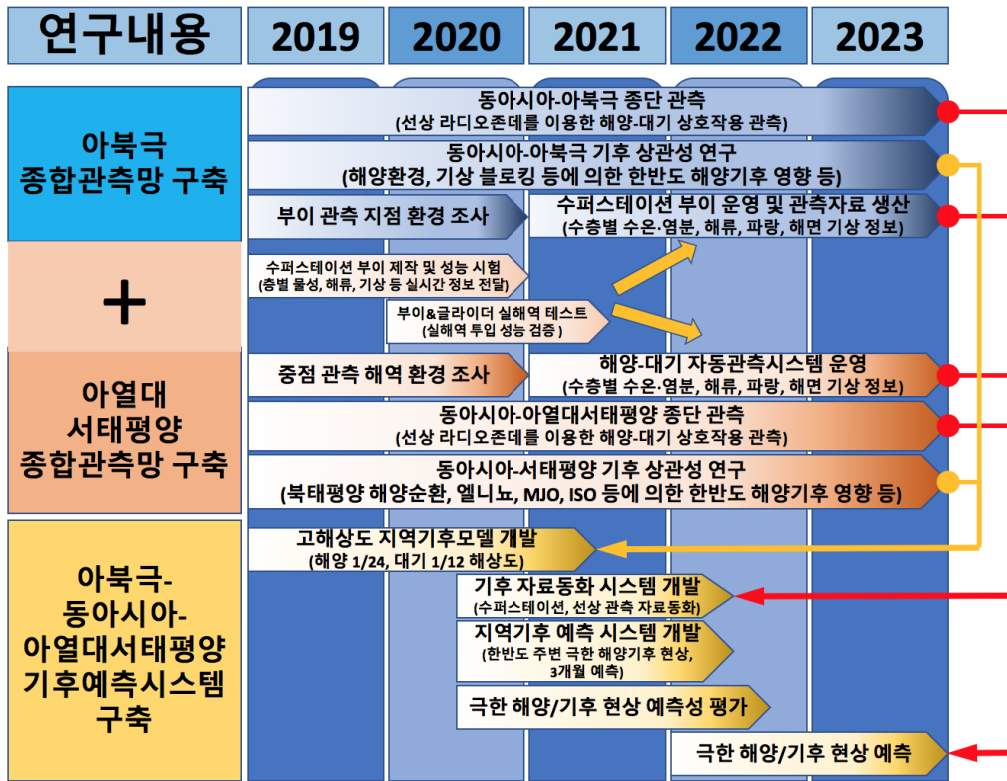 연구내용 2019 2020 2021 2022 2023
아북극
종합관측망 구축
동아시아-아북극 종단 관측
(선상 라디오존데를 이용한 해양-대기 상호작용 관측)
동아시아-아북극 기후 상관성 연구
(해양환경, 기상 블로킹 등에 의한 한반도 해양기후 영향 등)
부이 관측 지점 환경 조사
수퍼스테이션 부이 운영 및 관측자료 생산
(수층별 수온·염분, 해류, 파랑, 해면 기상 정보)
+
수퍼스테이션 부이 제작 및 성능 시험
(층별 물성, 해류, 기상 등 실시간 정보 전달)
부이&글라이더 실해역 테스트
(실해역 투입 성능 검증)
아열대
서태평양
종합관측망 구축
중점 관측 해역 환경 조사
해양-대기 자동관측시스템 운영
(수층별 수온·염분, 해류, 파랑, 해면 기상 정보)
동아시아-아열대서태평양 종단 관측
(선상 라디오존데를 이용한 해양-대기 상호작용 관측)
동아시아-서태평양 기후 상관성 연구
(북태평양 해양순환, 엘니뇨, MJO, ISO 등에 의한 한반도 해양기후 영향 등)
아북극-
동아시아-
아열대서태평양
기후예측시스템
구축
고해상도 지역기후모델 개발
(해양 1/24, 대기 1/12 해상도)
기후 자료동화 시스템 개발
(수퍼스테이션, 선상 관측 자료동화)
지역기후 예측 시스템 개발
(한반도 주변 극한 해양기후 현상,
3개월 예측)
극한 해양/기후 현상 예측성 평가
극한 해양/기후 현상 예측